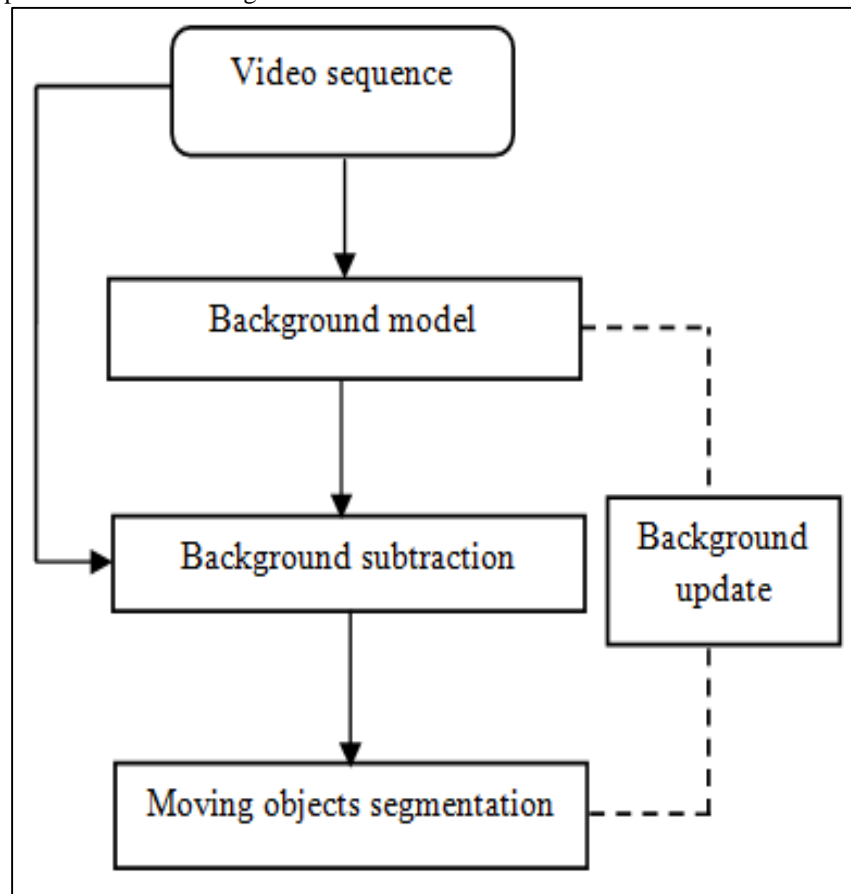 Video sequence
Background model
Background subtraction
Background
update
Moving objects segmentation